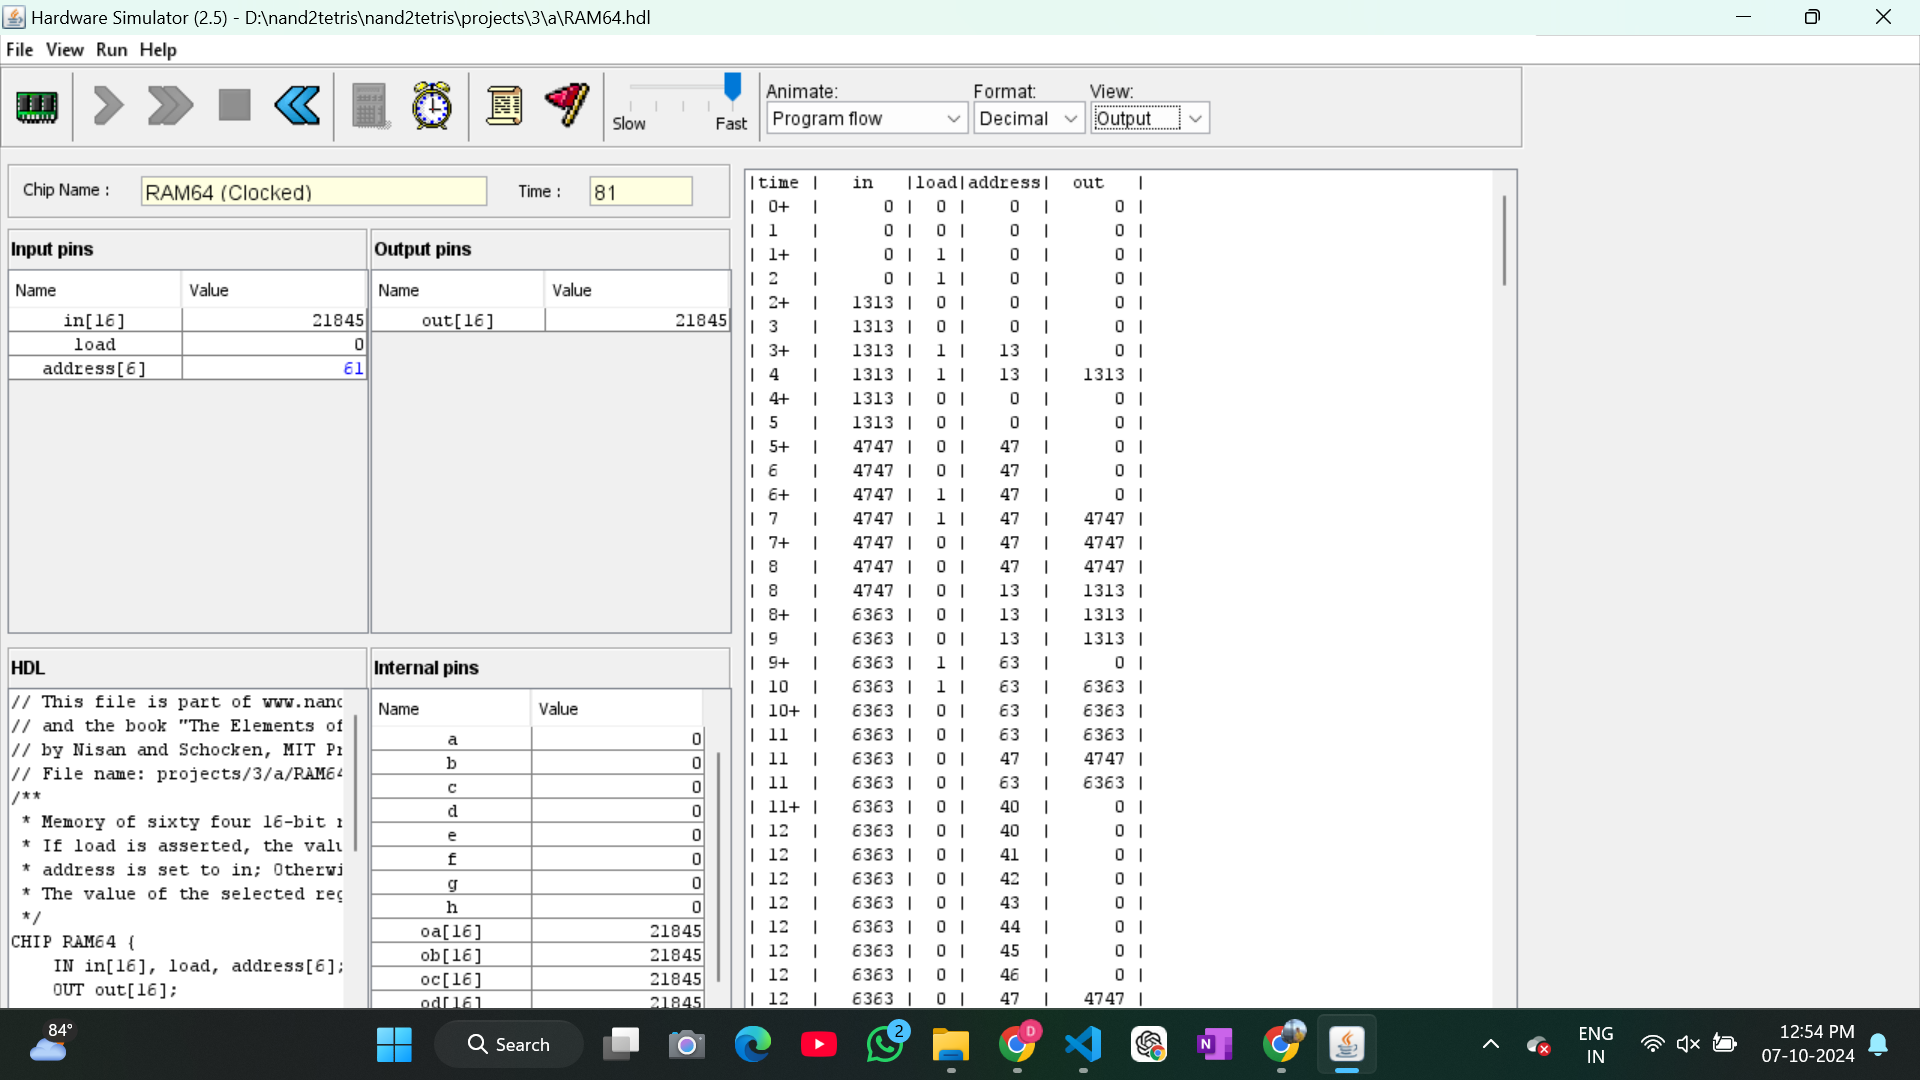 Hardware Simulator (2.5) - D:\nand2tetris\nand2tetris\projects\3\a\RAM64.hdl
File View Run Help
Slow Fast
Animate: Format: View:
Program flow Decimal Output
Chip Name : RAM64 (Clocked) Time : 81
Input pins
Name Value
in[16] 21845
load 0
address[6] 61
Output pins
Name Value
out[16] 21845
HDL
// This file is part of www.nand
// and the book "The Elements of
// by Nisan and Schocken, MIT Pr
// File name: projects/3/a/RAM64
/**
* Memory of sixty four 16-bit r
* If load is asserted, the valu
* address is set to in; Otherwi
* The value of the selected reg
*/
CHIP RAM64 {
IN in[16], load, address[6];
OUT out[16];
Internal pins
Name Value
a 0
b 0
c 0
d 0
e 0
f 0
g 0
h 0
oa[16] 21845
ob[16] 21845
oc[16] 21845
od[16] 21845
|time | in |load|address| out |
| 0+ | 0 | 0 | 0 | 0 |
| 1 | 0 | 0 | 0 | 0 |
| 1+ | 0 | 1 | 0 | 0 |
| 2 | 0 | 1 | 0 | 0 |
| 2+ | 1313 | 0 | 0 | 0 |
| 3 | 1313 | 0 | 0 | 0 |
| 3+ | 1313 | 1 | 13 | 0 |
| 4 | 1313 | 1 | 13 | 1313 |
| 4+ | 1313 | 0 | 0 | 0 |
| 5 | 1313 | 0 | 0 | 0 |
| 5+ | 4747 | 0 | 47 | 0 |
| 6 | 4747 | 0 | 47 | 0 |
| 6+ | 4747 | 1 | 47 | 0 |
| 7 | 4747 | 1 | 47 | 4747 |
| 7+ | 4747 | 0 | 47 | 4747 |
| 8 | 4747 | 0 | 47 | 4747 |
| 8 | 4747 | 0 | 13 | 1313 |
| 8+ | 6363 | 0 | 13 | 1313 |
| 9 | 6363 | 0 | 13 | 1313 |
| 9+ | 6363 | 1 | 63 | 0 |
| 10 | 6363 | 1 | 63 | 6363 |
| 10+ | 6363 | 0 | 63 | 6363 |
| 11 | 6363 | 0 | 63 | 6363 |
| 11 | 6363 | 0 | 47 | 4747 |
| 11 | 6363 | 0 | 63 | 6363 |
| 11+ | 6363 | 0 | 40 | 0 |
| 12 | 6363 | 0 | 40 | 0 |
| 12 | 6363 | 0 | 41 | 0 |
| 12 | 6363 | 0 | 42 | 0 |
| 12 | 6363 | 0 | 43 | 0 |
| 12 | 6363 | 0 | 44 | 0 |
| 12 | 6363 | 0 | 45 | 0 |
| 12 | 6363 | 0 | 46 | 0 |
| 12 | 6363 | 0 | 47 | 4747 |
84°
Search
2
D
N
ENG
IN
12:54 PM
07-10-2024